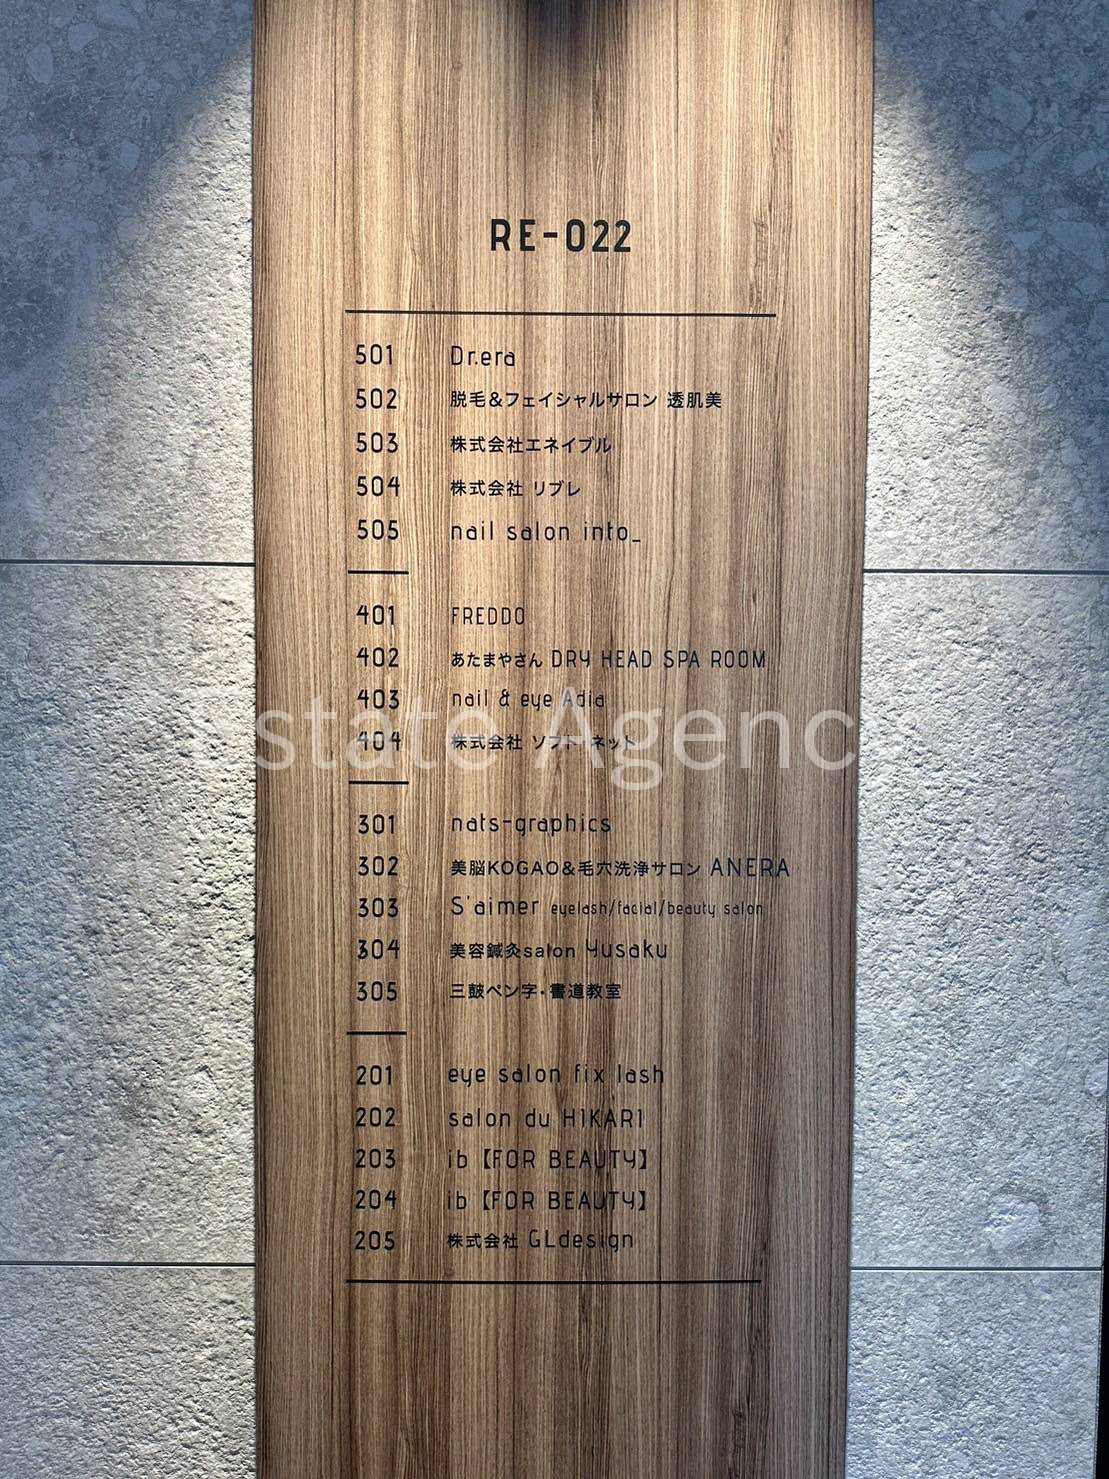 RE-022
501 Dr.era
502 脱毛&フェイシャルサロン 透肌美
503 株式会社エネイブル
504 株式会社 リブレ
505 nail salon into_
401 FREDDO
402 あたまやさん DRY HEAD SPA ROOM
403 nail & eye Adia
404 株式会社 ソフトネット
state Agenc
301 nats-graphics
302 美脳KOGAO&毛穴洗浄サロン ANERA
303 S'aimer eyelash/facial/beauty salon
304 美容鍼灸salon Yusaku
305 三皷ペン字・書道教室
201 eye salon fix lash
202 salon du HIKARI
203 ib【FOR BEAUTY】
204 ib【FOR BEAUTY】
205 株式会社 GLdesign